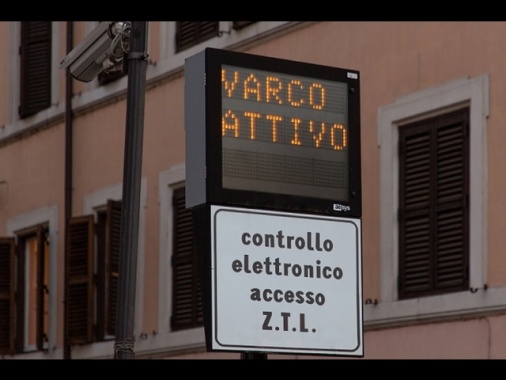 VARCO
ATTIVO
controllo
elettronico
accesso
Z.T.L.